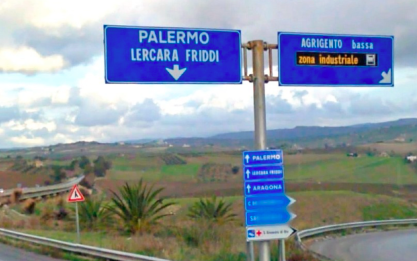 PALERMO
LERCARA FRIDDI
AGRIGENTO bassa
zona industriale
PALERMO
LERCARA FRIDDI
ARAGONA